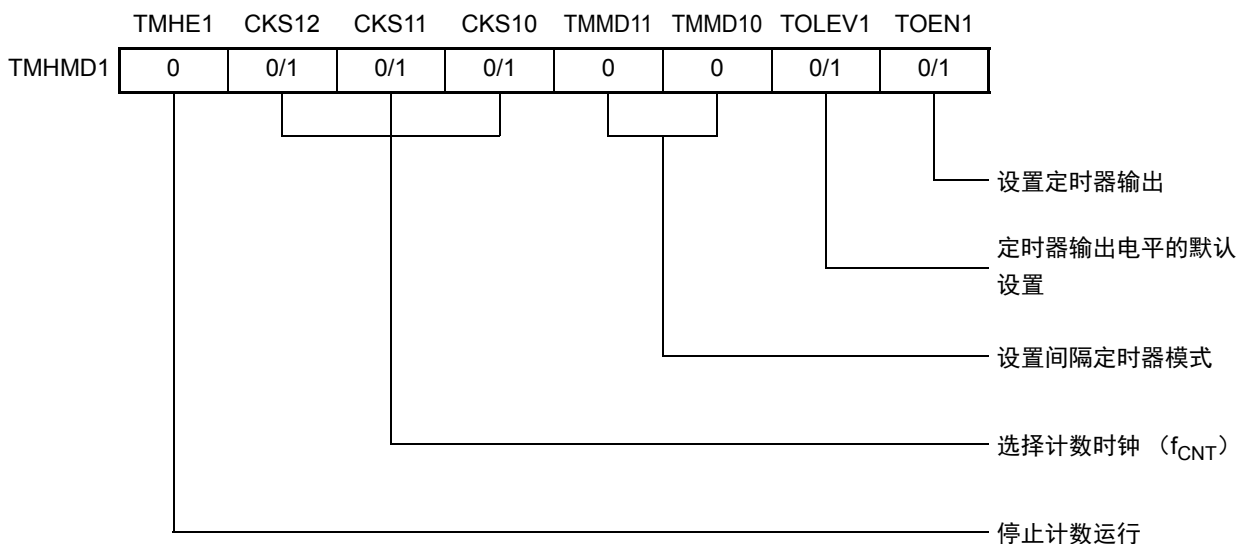 TMHE1 CKS12 CKS11 CKS10 TMMD11 TMMD10 TOLEV1 TOEN1
TMHMD1 0 0/1 0/1 0/1 0 0 0/1 0/1
设置定时器输出
定时器输出电平的默认
设置
设置间隔定时器模式
选择计数时钟 （fCNT）
停止计数运行